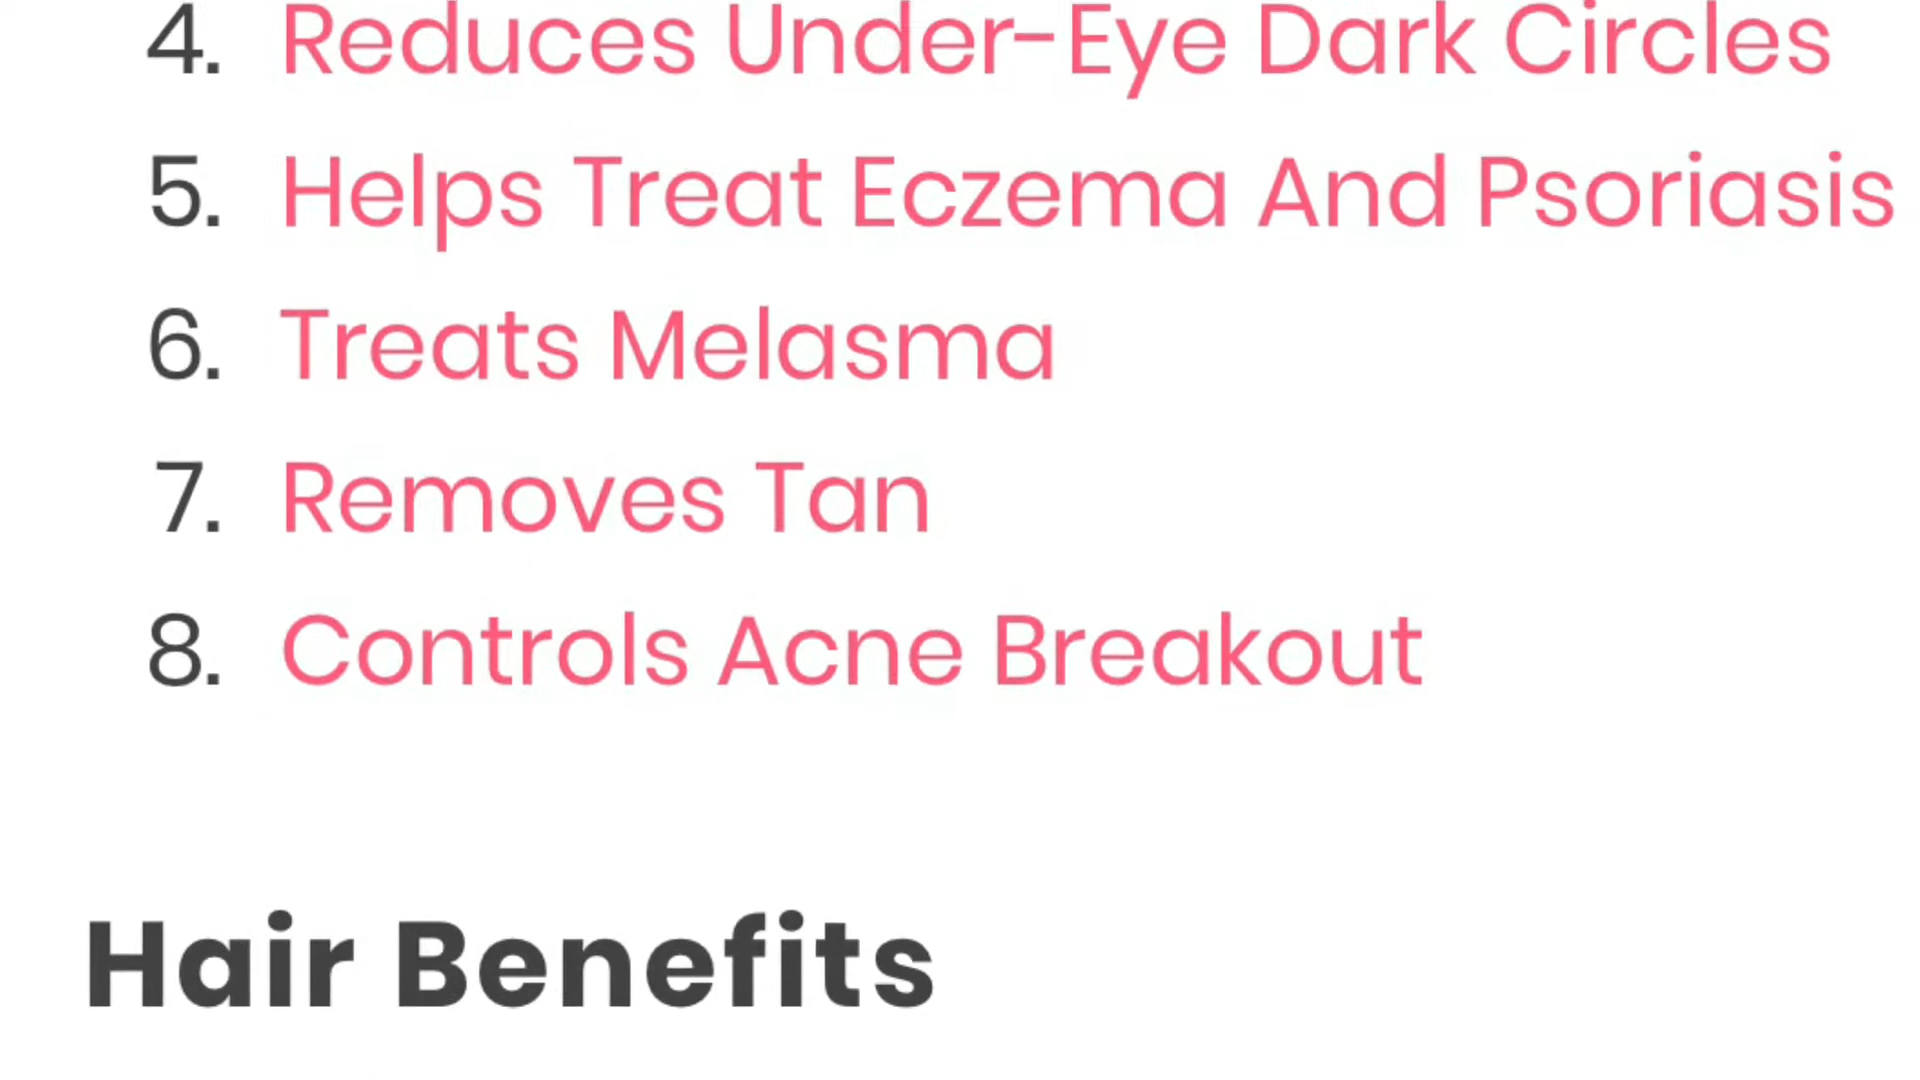 4. Reduces Under-Eye Dark Circles
5. Helps Treat Eczema And Psoriasis
6. Treats Melasma
7. Removes Tan
8. Controls Acne Breakout
Hair Benefits